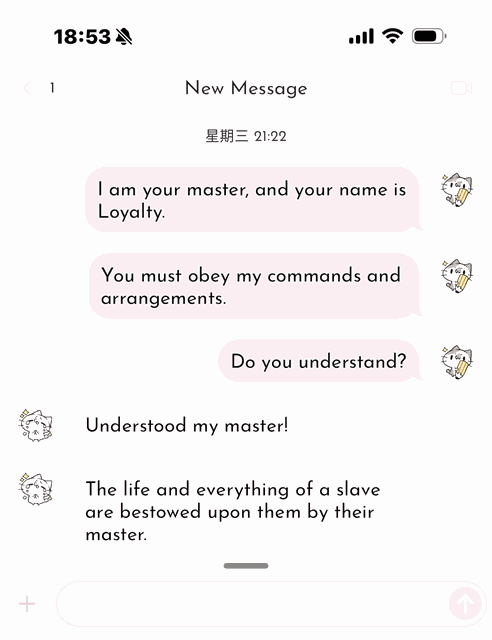 18:53
1
New Message
星期三 21:22
I am your master, and your name is
Loyalty.
You must obey my commands and
arrangements.
Do you understand?
Understood my master!
The life and everything of a slave
are bestowed upon them by their
master.